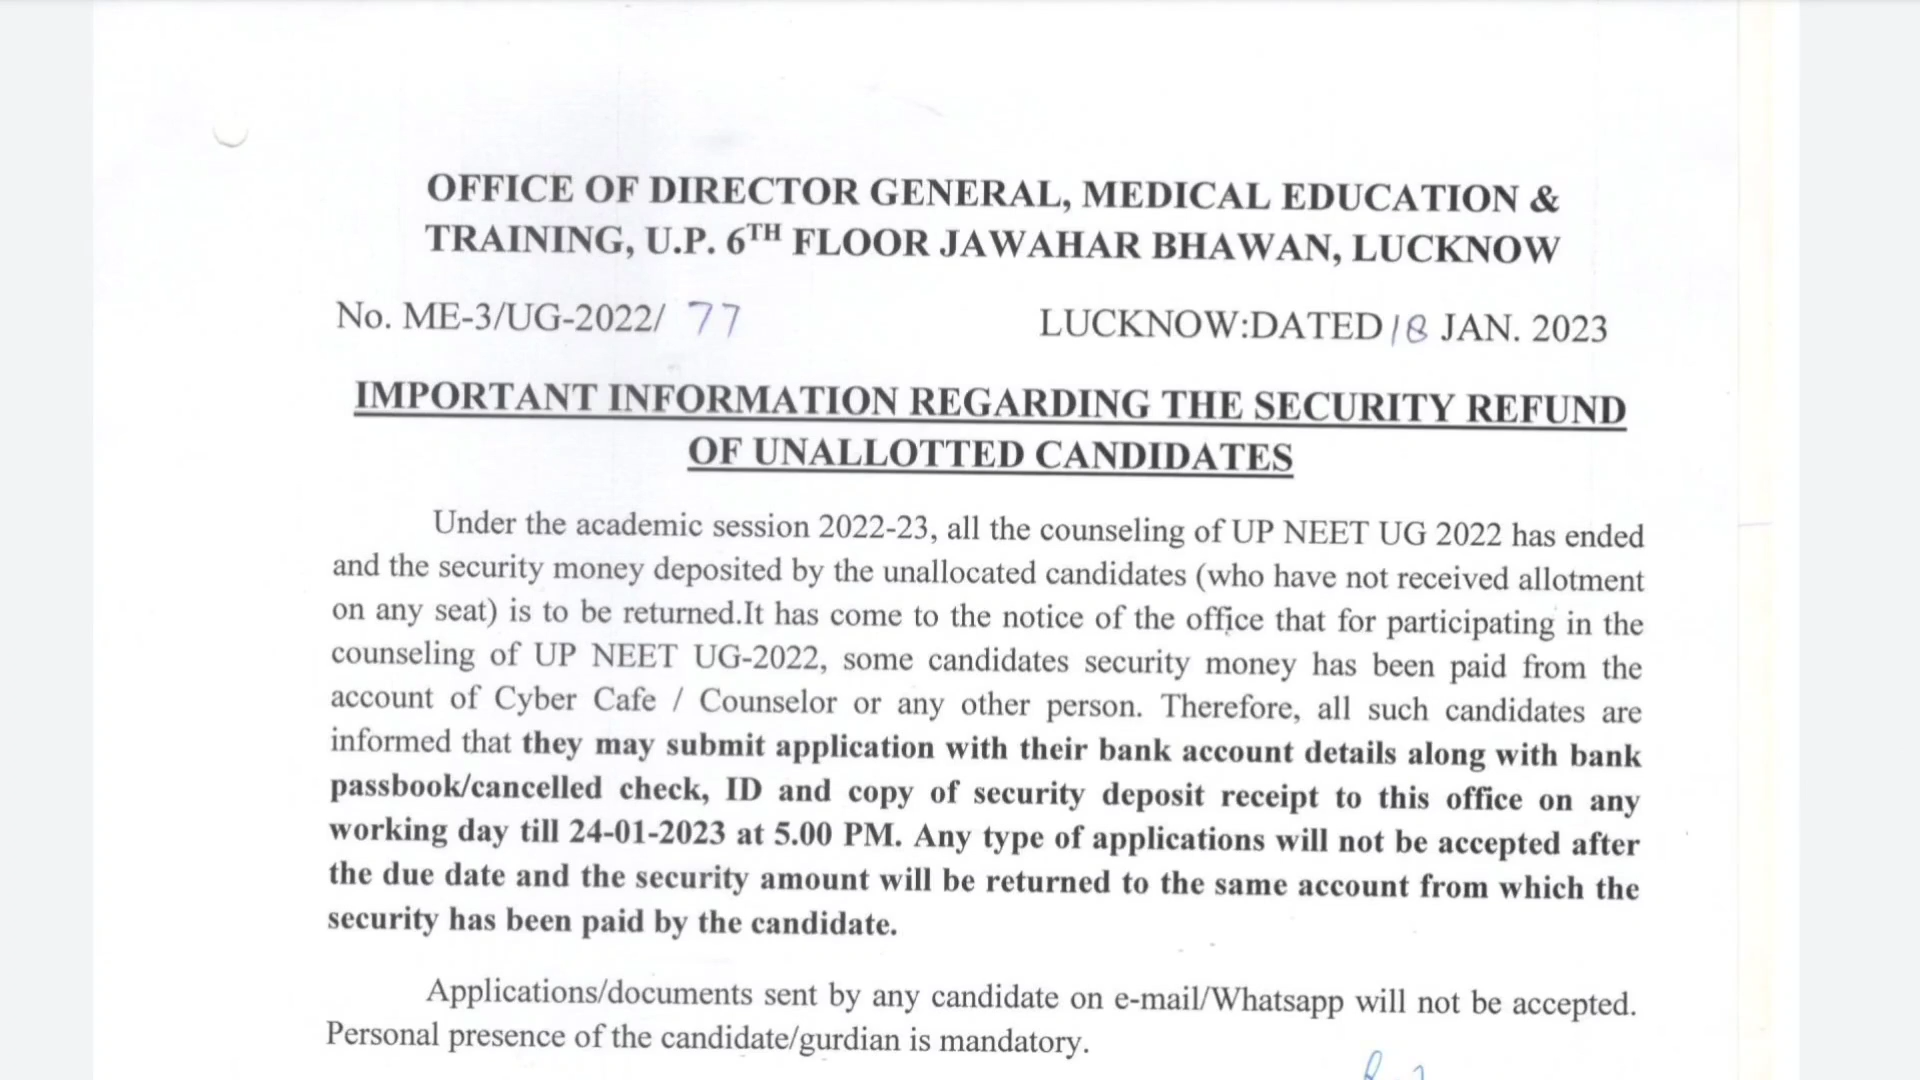 OFFICE OF DIRECTOR GENERAL, MEDICAL EDUCATION &
TRAINING, U.P. 6TH FLOOR JAWAHAR BHAWAN, LUCKNOW
No. ME-3/UG-2022/ 77 LUCKNOW:DATED 18 JAN. 2023
IMPORTANT INFORMATION REGARDING THE SECURITY REFUND
OF UNALLOTTED CANDIDATES
Under the academic session 2022-23, all the counseling of UP NEET UG 2022 has ended
and the security money deposited by the unallocated candidates (who have not received allotment
on any seat) is to be returned.It has come to the notice of the office that for participating in the
counseling of UP NEET UG-2022, some candidates security money has been paid from the
account of Cyber Cafe / Counselor or any other person. Therefore, all such candidates are
informed that they may submit application with their bank account details along with bank
passbook/cancelled check, ID and copy of security deposit receipt to this office on any
working day till 24-01-2023 at 5.00 PM. Any type of applications will not be accepted after
the due date and the security amount will be returned to the same account from which the
security has been paid by the candidate.
Applications/documents sent by any candidate on e-mail/Whatsapp will not be accepted.
Personal presence of the candidate/gurdian is mandatory.